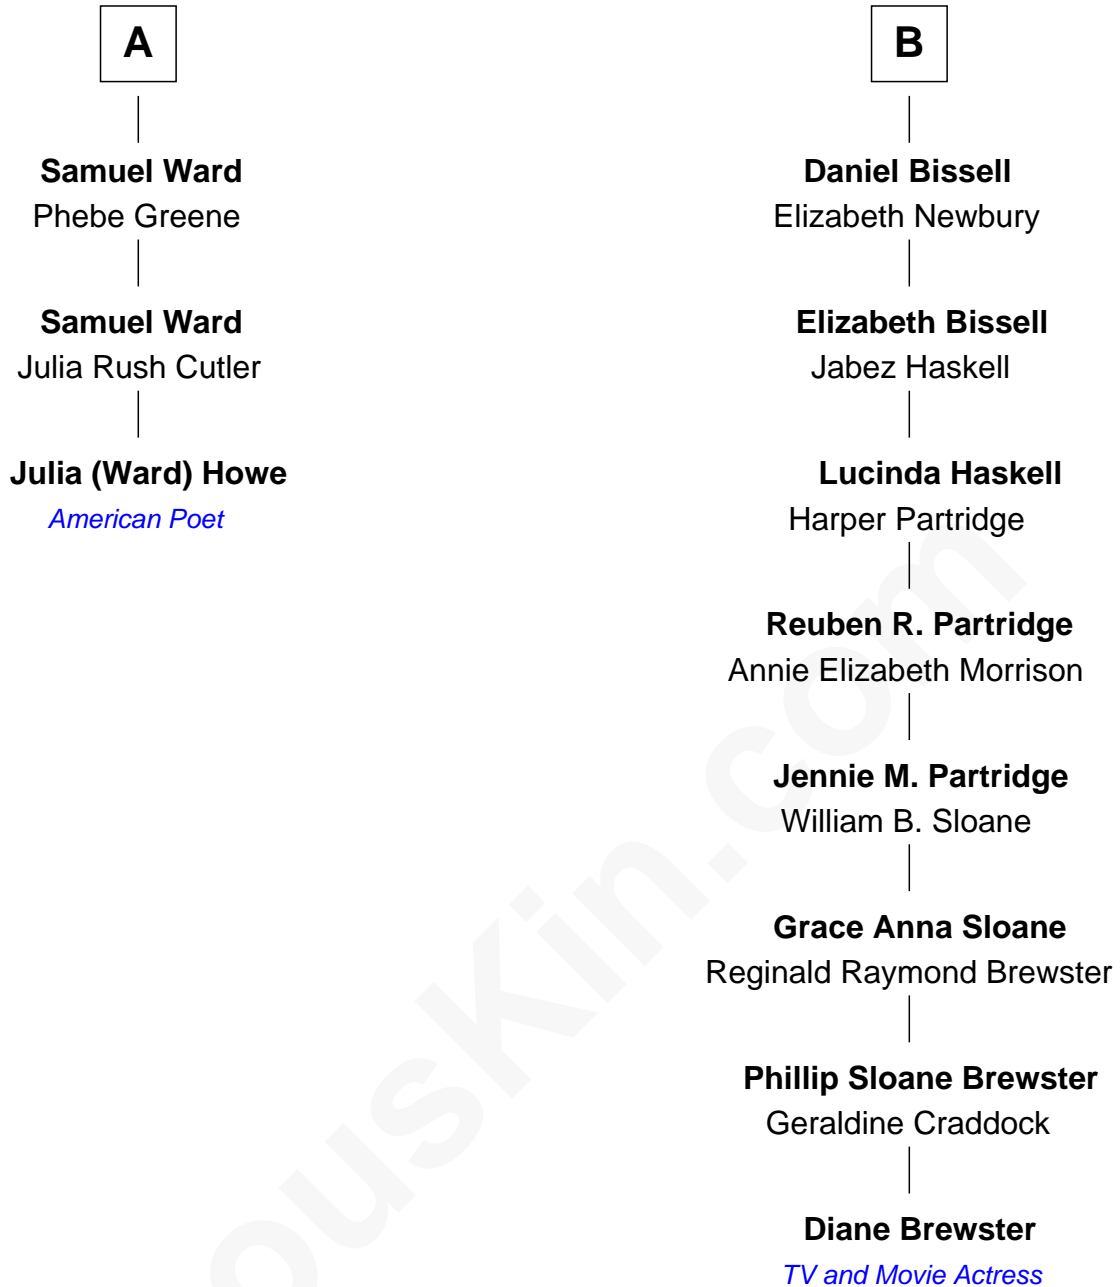 A
Samuel Ward
Phebe Greene
Samuel Ward
Julia Rush Cutler
Julia (Ward) Howe
American Poet
B
Daniel Bissell
Elizabeth Newbury
Elizabeth Bissell
Jabez Haskell
Lucinda Haskell
Harper Partridge
Reuben R. Partridge
Annie Elizabeth Morrison
Jennie M. Partridge
William B. Sloane
Grace Anna Sloane
Reginald Raymond Brewster
Phillip Sloane Brewster
Geraldine Craddock
Diane Brewster
TV and Movie Actress
ousKin.com